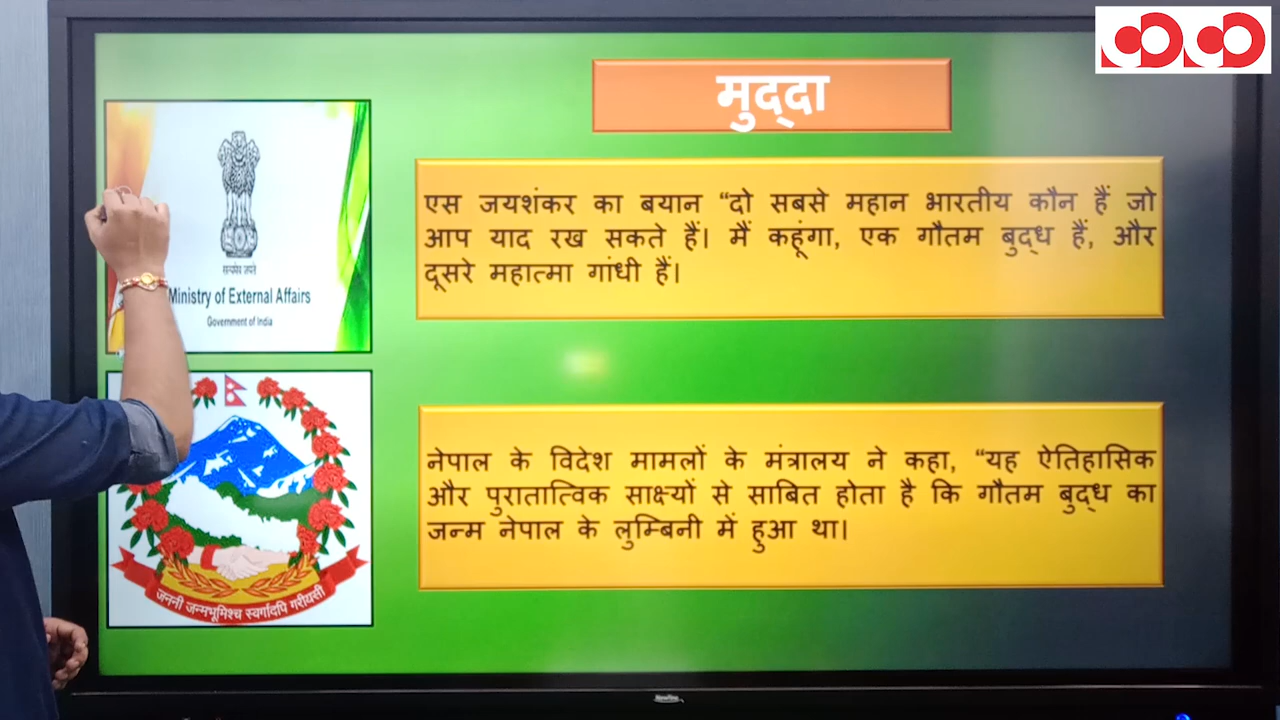 मुद्दा
एस जयशंकर का बयान “दो सबसे महान भारतीय कौन हैं जो
आप याद रख सकते हैं। मैं कहूंगा, एक गौतम बुद्ध हैं, और
दूसरे महात्मा गांधी हैं।
सत्यमेव जयते
Ministry of External Affairs
Government of India
नेपाल के विदेश मामलों के मंत्रालय ने कहा, “यह ऐतिहासिक
और पुरातात्विक साक्ष्यों से साबित होता है कि गौतम बुद्ध का
जन्म नेपाल के लुम्बिनी में हुआ था।
जननी जन्मभूमिश्च स्वर्गादपि गरीयसी